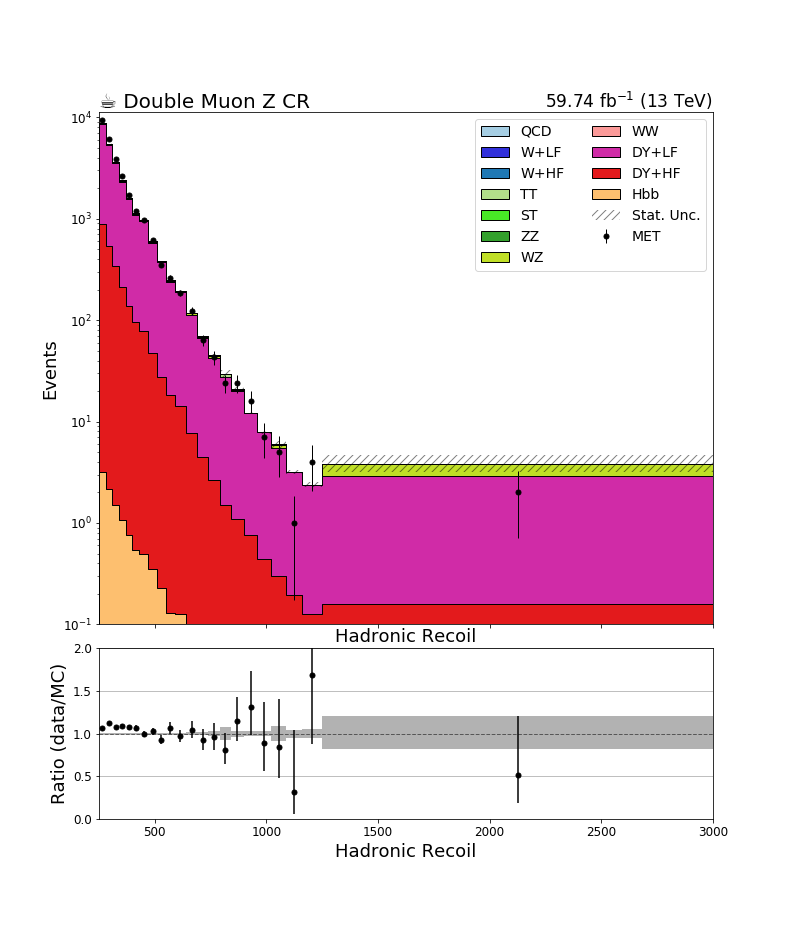 ☕ Double Muon Z CR
59.74 fb⁻¹ (13 TeV)
QCD
W+LF
W+HF
TT
ST
ZZ
WZ
WW
DY+LF
DY+HF
Hbb
Stat. Unc.
MET
Events
10⁴
10³
10²
10¹
10⁰
10⁻¹
Hadronic Recoil
Ratio (data/MC)
2.0
1.5
1.0
0.5
0.0
500 1000 1500 2000 2500 3000
Hadronic Recoil